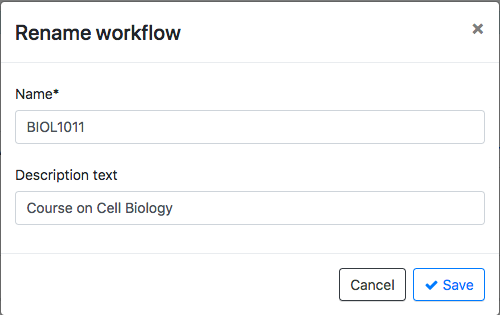 Rename workflow
×
Name*
BIOL1011
Description text
Course on Cell Biology
Cancel
✔ Save